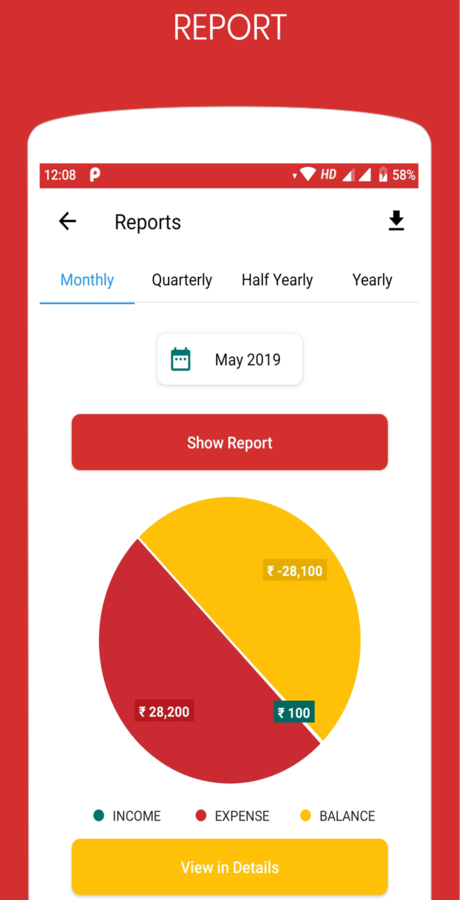 REPORT
12:08 HD 58%
Reports
Monthly Quarterly Half Yearly Yearly
May 2019
Show Report
₹ -28,100
₹ 28,200
₹ 100
INCOME EXPENSE BALANCE
View in Details